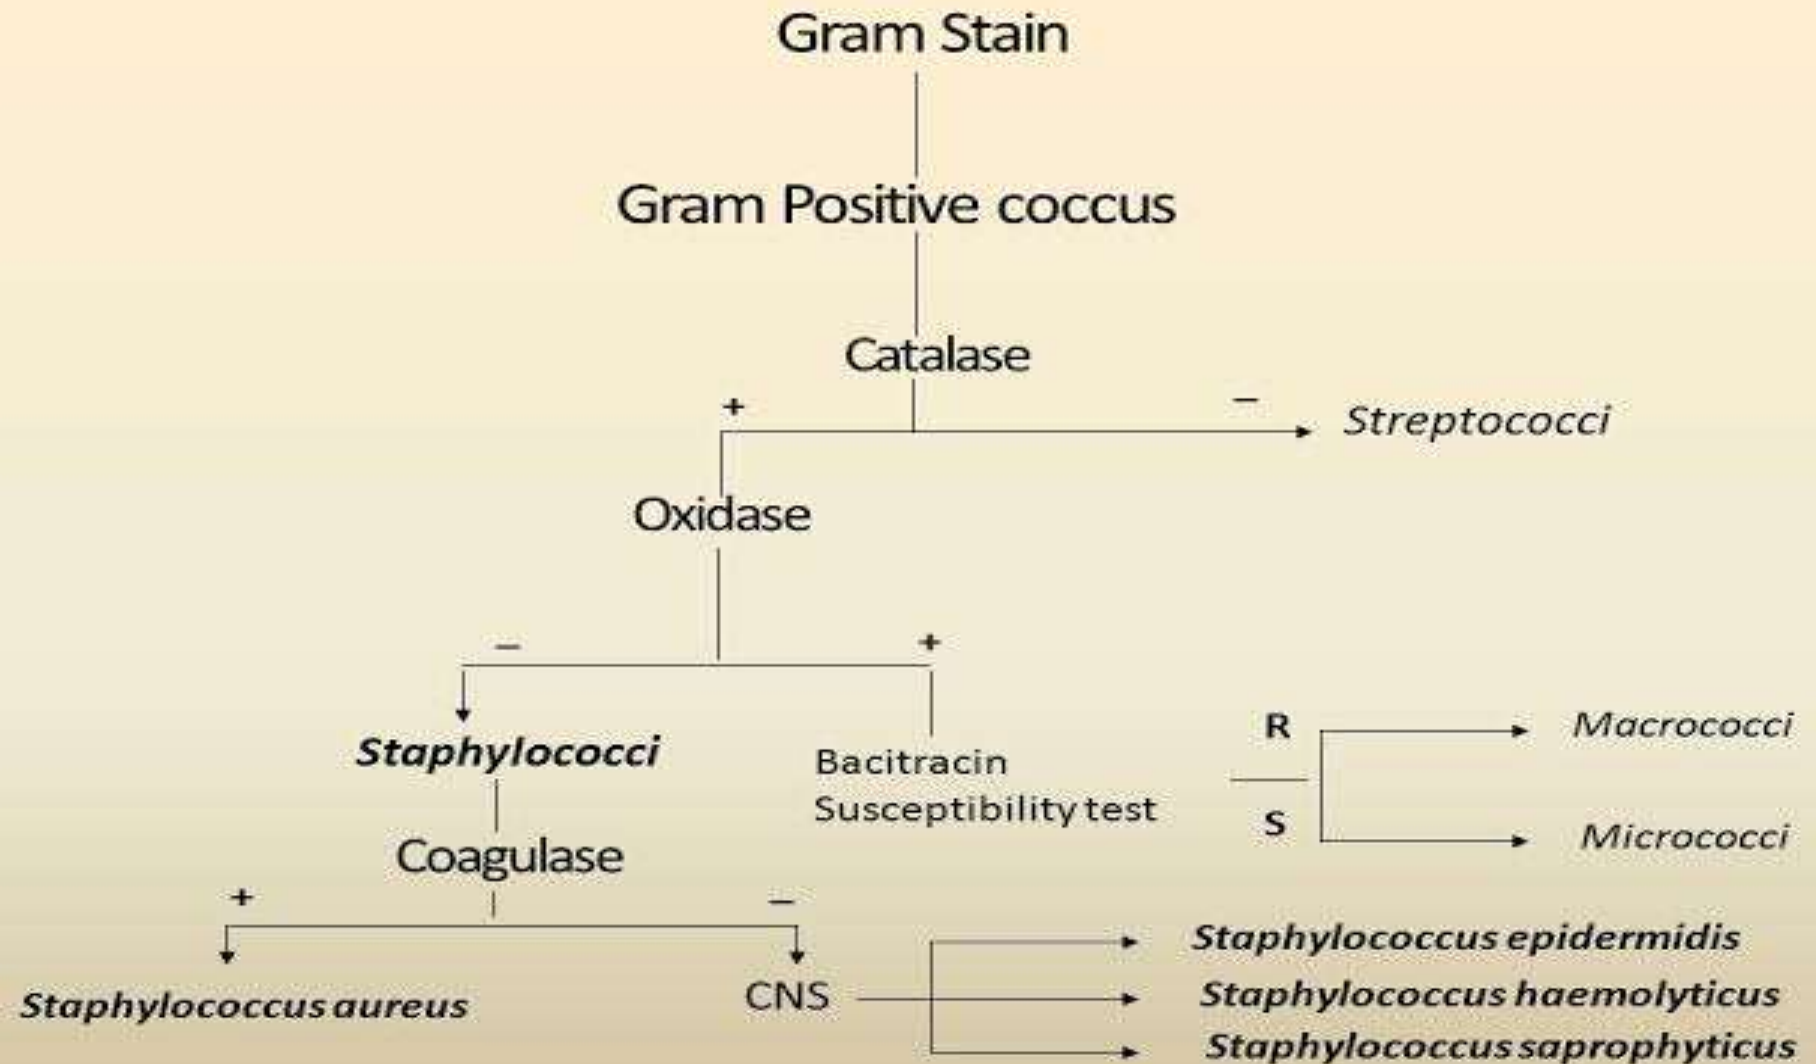 Gram Stain
Gram Positive coccus
Catalase
+
–
Streptococci
Oxidase
–
+
Staphylococci
Bacitracin
Susceptibility test
R
S
Macrococci
Micrococci
Coagulase
+
–
Staphylococcus aureus
CNS
Staphylococcus epidermidis
Staphylococcus haemolyticus
Staphylococcus saprophyticus